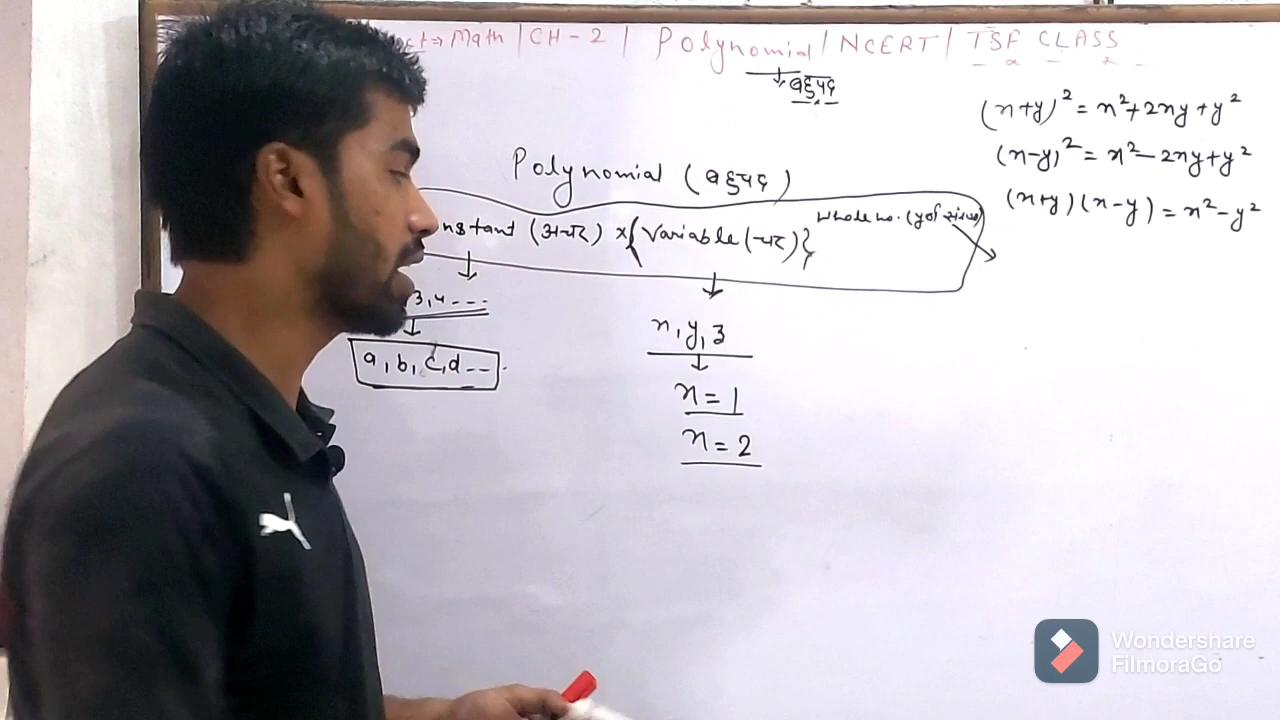 Math | CH-2 | Polynomial | NCERT | TSF CLASS
बहुपद
(x+y)² = x²+2xy+y²
(x-y)² = x²-2xy+y²
(x+y)(x-y) = x²-y²
Polynomial (बहुपद)
nstant (अचर) × {Variable (चर)} whole no. (पूर्ण संख्या)
3,4 ----
a, b, c, d --
x, y, z
x = 1
x = 2
Wondershare
FilmoraGo